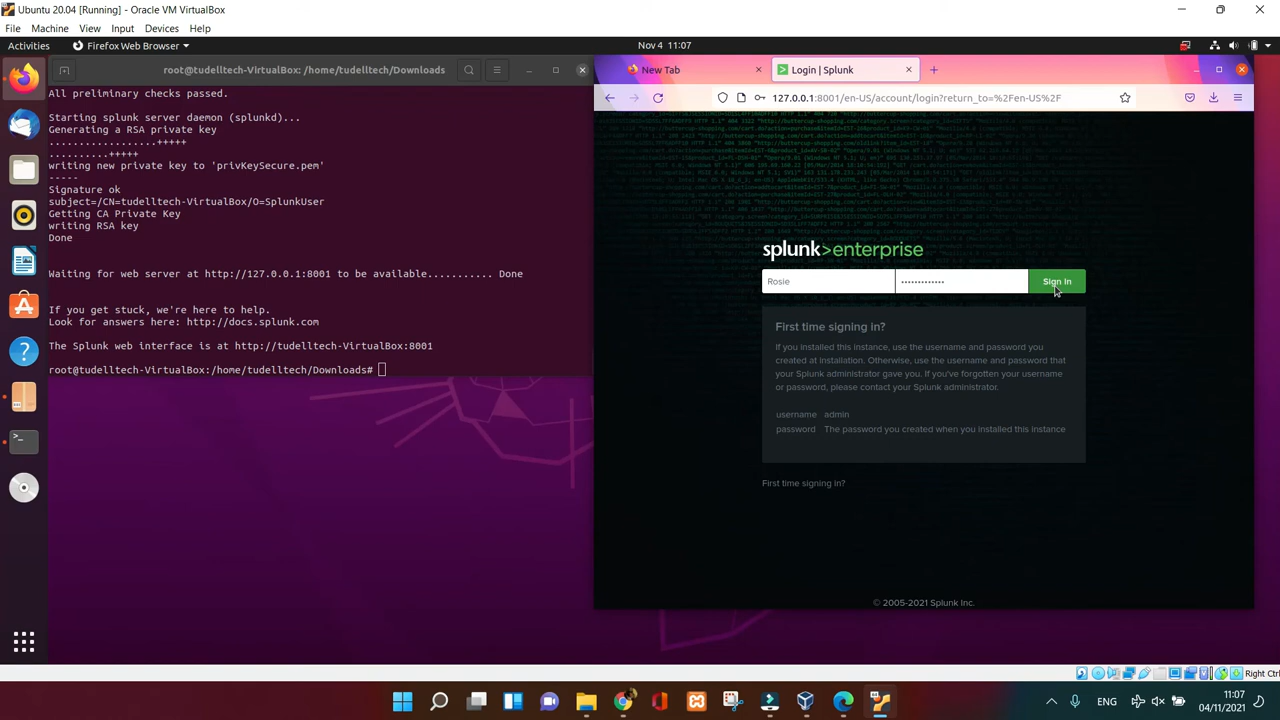 Ubuntu 20.04 [Running] - Oracle VM VirtualBox
File Machine View Input Devices Help
Activities Firefox Web Browser Nov 4 11:07
root@tudelltech-VirtualBox: /home/tudelltech/Downloads
All preliminary checks passed.
Starting splunk server daemon (splunkd)...
Generating a RSA private key
..................+++++
...........+++++
writing new private key to 'privKeySecure.pem'
-----
Signature ok
subject=/CN=tudelltech-VirtualBox/O=SplunkUser
Getting CA Private Key
writing RSA key
Done
Waiting for web server at http://127.0.0.1:8001 to be available........... Done
If you get stuck, we're here to help.
Look for answers here: http://docs.splunk.com
The Splunk web interface is at http://tudelltech-VirtualBox:8001
root@tudelltech-VirtualBox:/home/tudelltech/Downloads#
New Tab
Login | Splunk
127.0.0.1:8001/en-US/account/login?return_to=%2Fen-US%2F
splunk>enterprise
Rosie ············· Sign In
First time signing in?
If you installed this instance, use the username and password you
created at installation. Otherwise, use the username and password that
your Splunk administrator gave you. If you've forgotten your username
or password, please contact your Splunk administrator.
username admin
password The password you created when you installed this instance
First time signing in?
© 2005-2021 Splunk Inc.
Right Ctrl
ENG
11:07
04/11/2021